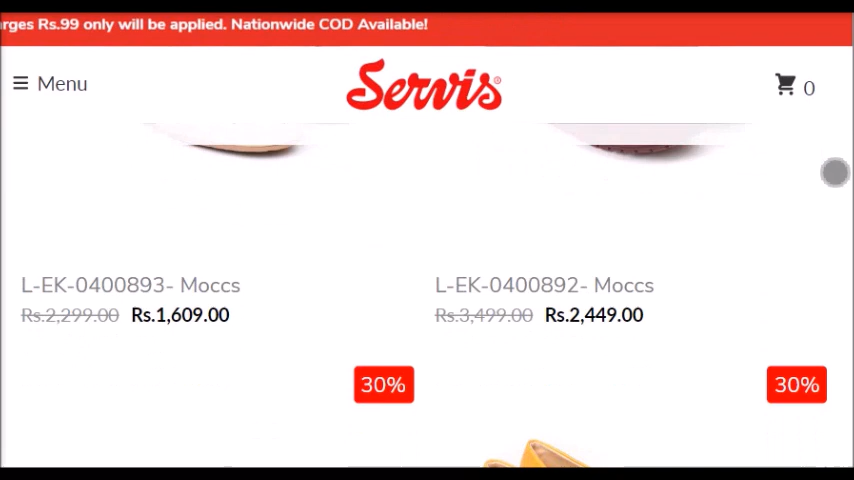 rges Rs.99 only will be applied. Nationwide COD Available!
Menu
Servis
0
L-EK-0400893- Moccs
L-EK-0400892- Moccs
Rs.2,299.00 Rs.1,609.00
Rs.3,499.00 Rs.2,449.00
30%
30%